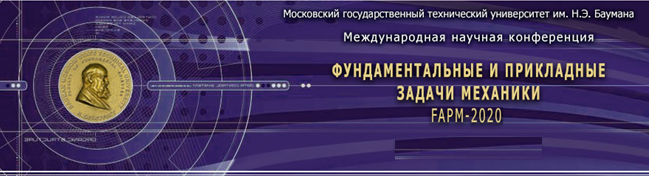 Московский государственный технический университет им. Н.Э. Баумана
Международная научная конференция
ФУНДАМЕНТАЛЬНЫЕ И ПРИКЛАДНЫЕ
ЗАДАЧИ МЕХАНИКИ
FAPM-2020